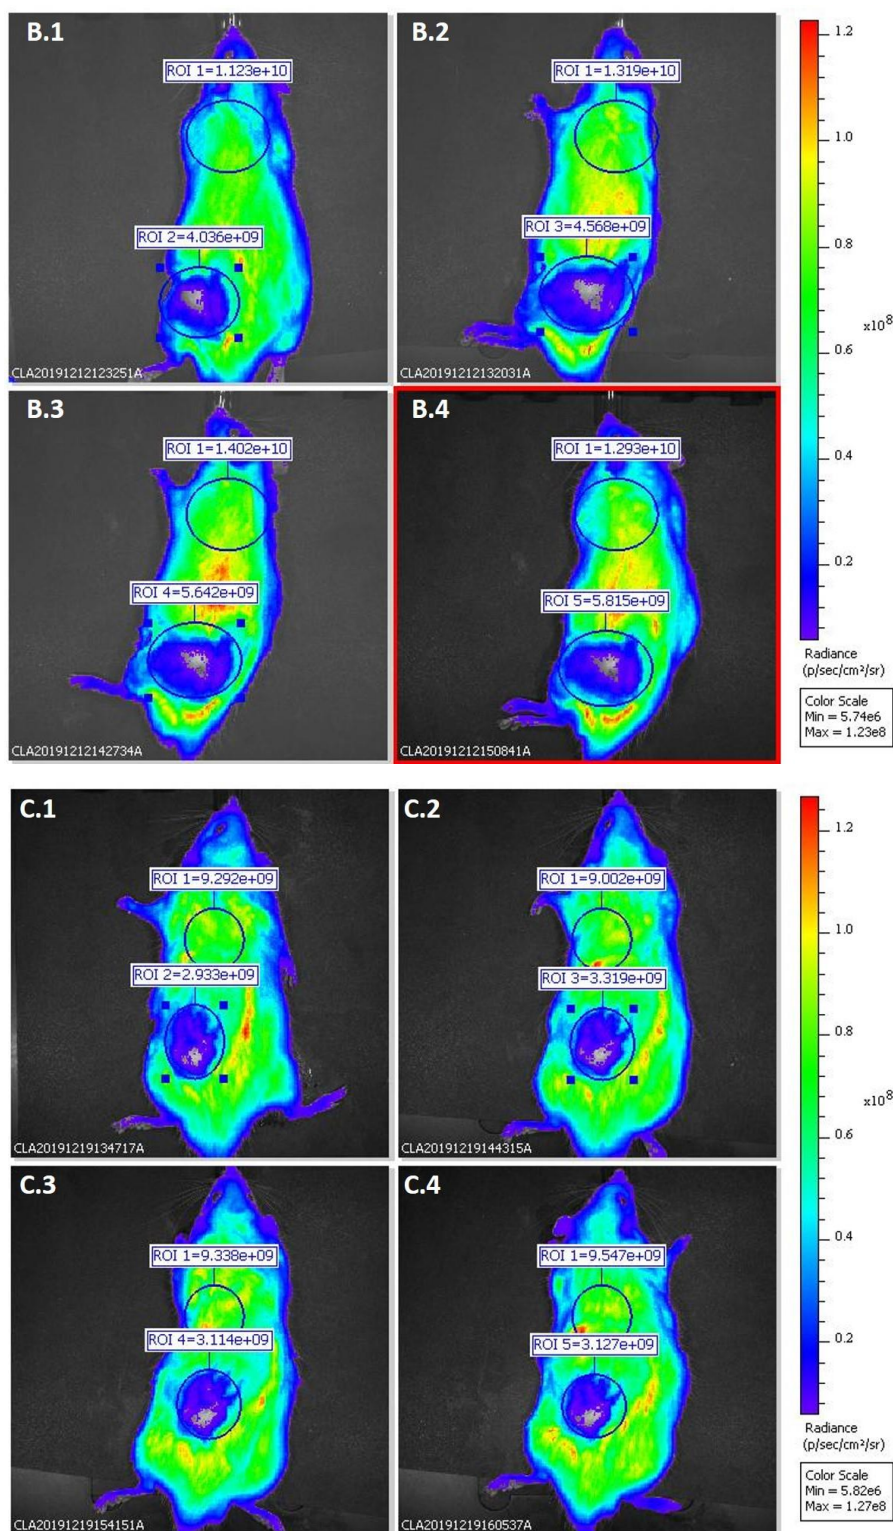 B.1
ROI 1=1.123e+10
ROI 2=4.036e+09
CLA20191212123251A
B.2
ROI 1=1.319e+10
ROI 3=4.568e+09
CLA20191212132031A
B.3
ROI 1=1.402e+10
ROI 4=5.642e+09
CLA20191212142734A
B.4
ROI 1=1.293e+10
ROI 5=5.815e+09
CLA20191212150841A
1.2
1.0
0.8
x10⁸
0.6
0.4
0.2
Radiance
(p/sec/cm²/sr)
Color Scale
Min = 5.74e6
Max = 1.23e8
C.1
ROI 1=9.292e+09
ROI 2=2.933e+09
CLA20191219134717A
C.2
ROI 1=9.002e+09
ROI 3=3.319e+09
CLA20191219144315A
C.3
ROI 1=9.338e+09
ROI 4=3.114e+09
CLA20191219154151A
C.4
ROI 1=9.547e+09
ROI 5=3.127e+09
CLA20191219160537A
1.2
1.0
0.8
x10⁸
0.6
0.4
0.2
Radiance
(p/sec/cm²/sr)
Color Scale
Min = 5.82e6
Max = 1.27e8